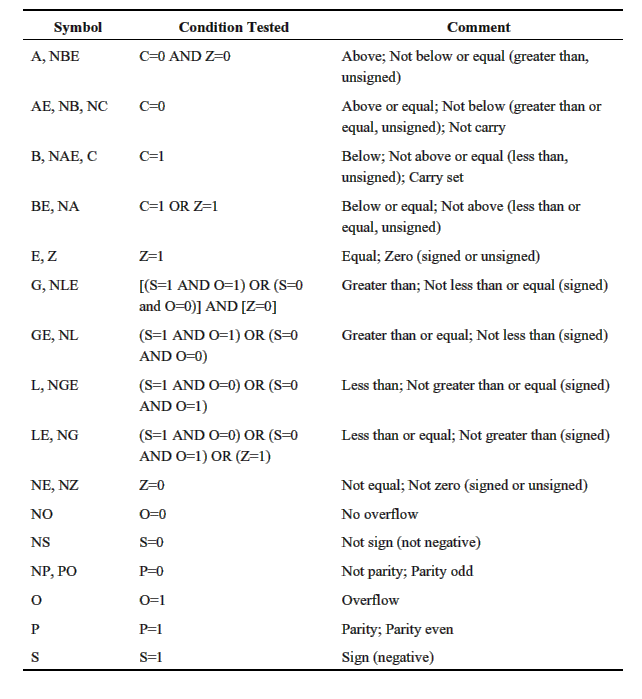 Symbol Condition Tested Comment
A, NBE C=0 AND Z=0 Above; Not below or equal (greater than,
unsigned)
AE, NB, NC C=0 Above or equal; Not below (greater than or
equal, unsigned); Not carry
B, NAE, C C=1 Below; Not above or equal (less than,
unsigned); Carry set
BE, NA C=1 OR Z=1 Below or equal; Not above (less than or
equal, unsigned)
E, Z Z=1 Equal; Zero (signed or unsigned)
G, NLE [(S=1 AND O=1) OR (S=0 Greater than; Not less than or equal (signed)
and O=0)] AND [Z=0]
GE, NL (S=1 AND O=1) OR (S=0 Greater than or equal; Not less than (signed)
AND O=0)
L, NGE (S=1 AND O=0) OR (S=0 Less than; Not greater than or equal (signed)
AND O=1)
LE, NG (S=1 AND O=0) OR (S=0 Less than or equal; Not greater than (signed)
AND O=1) OR (Z=1)
NE, NZ Z=0 Not equal; Not zero (signed or unsigned)
NO O=0 No overflow
NS S=0 Not sign (not negative)
NP, PO P=0 Not parity; Parity odd
O O=1 Overflow
P P=1 Parity; Parity even
S S=1 Sign (negative)